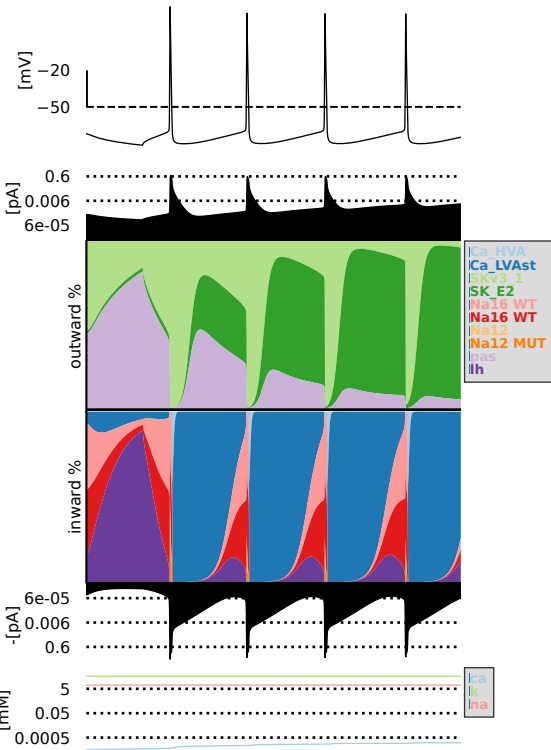 [mV]
−20
−50
[pA]
0.6
0.006
6e-05
outward %
Ca_HVA
Ca_LVAst
SKv3_1
SK_E2
Na16 WT
Na16 WT
Na12
Na12 MUT
pas
Ih
inward %
-[pA]
6e-05
0.006
0.6
[mM]
5
0.05
0.0005
ca
k
na